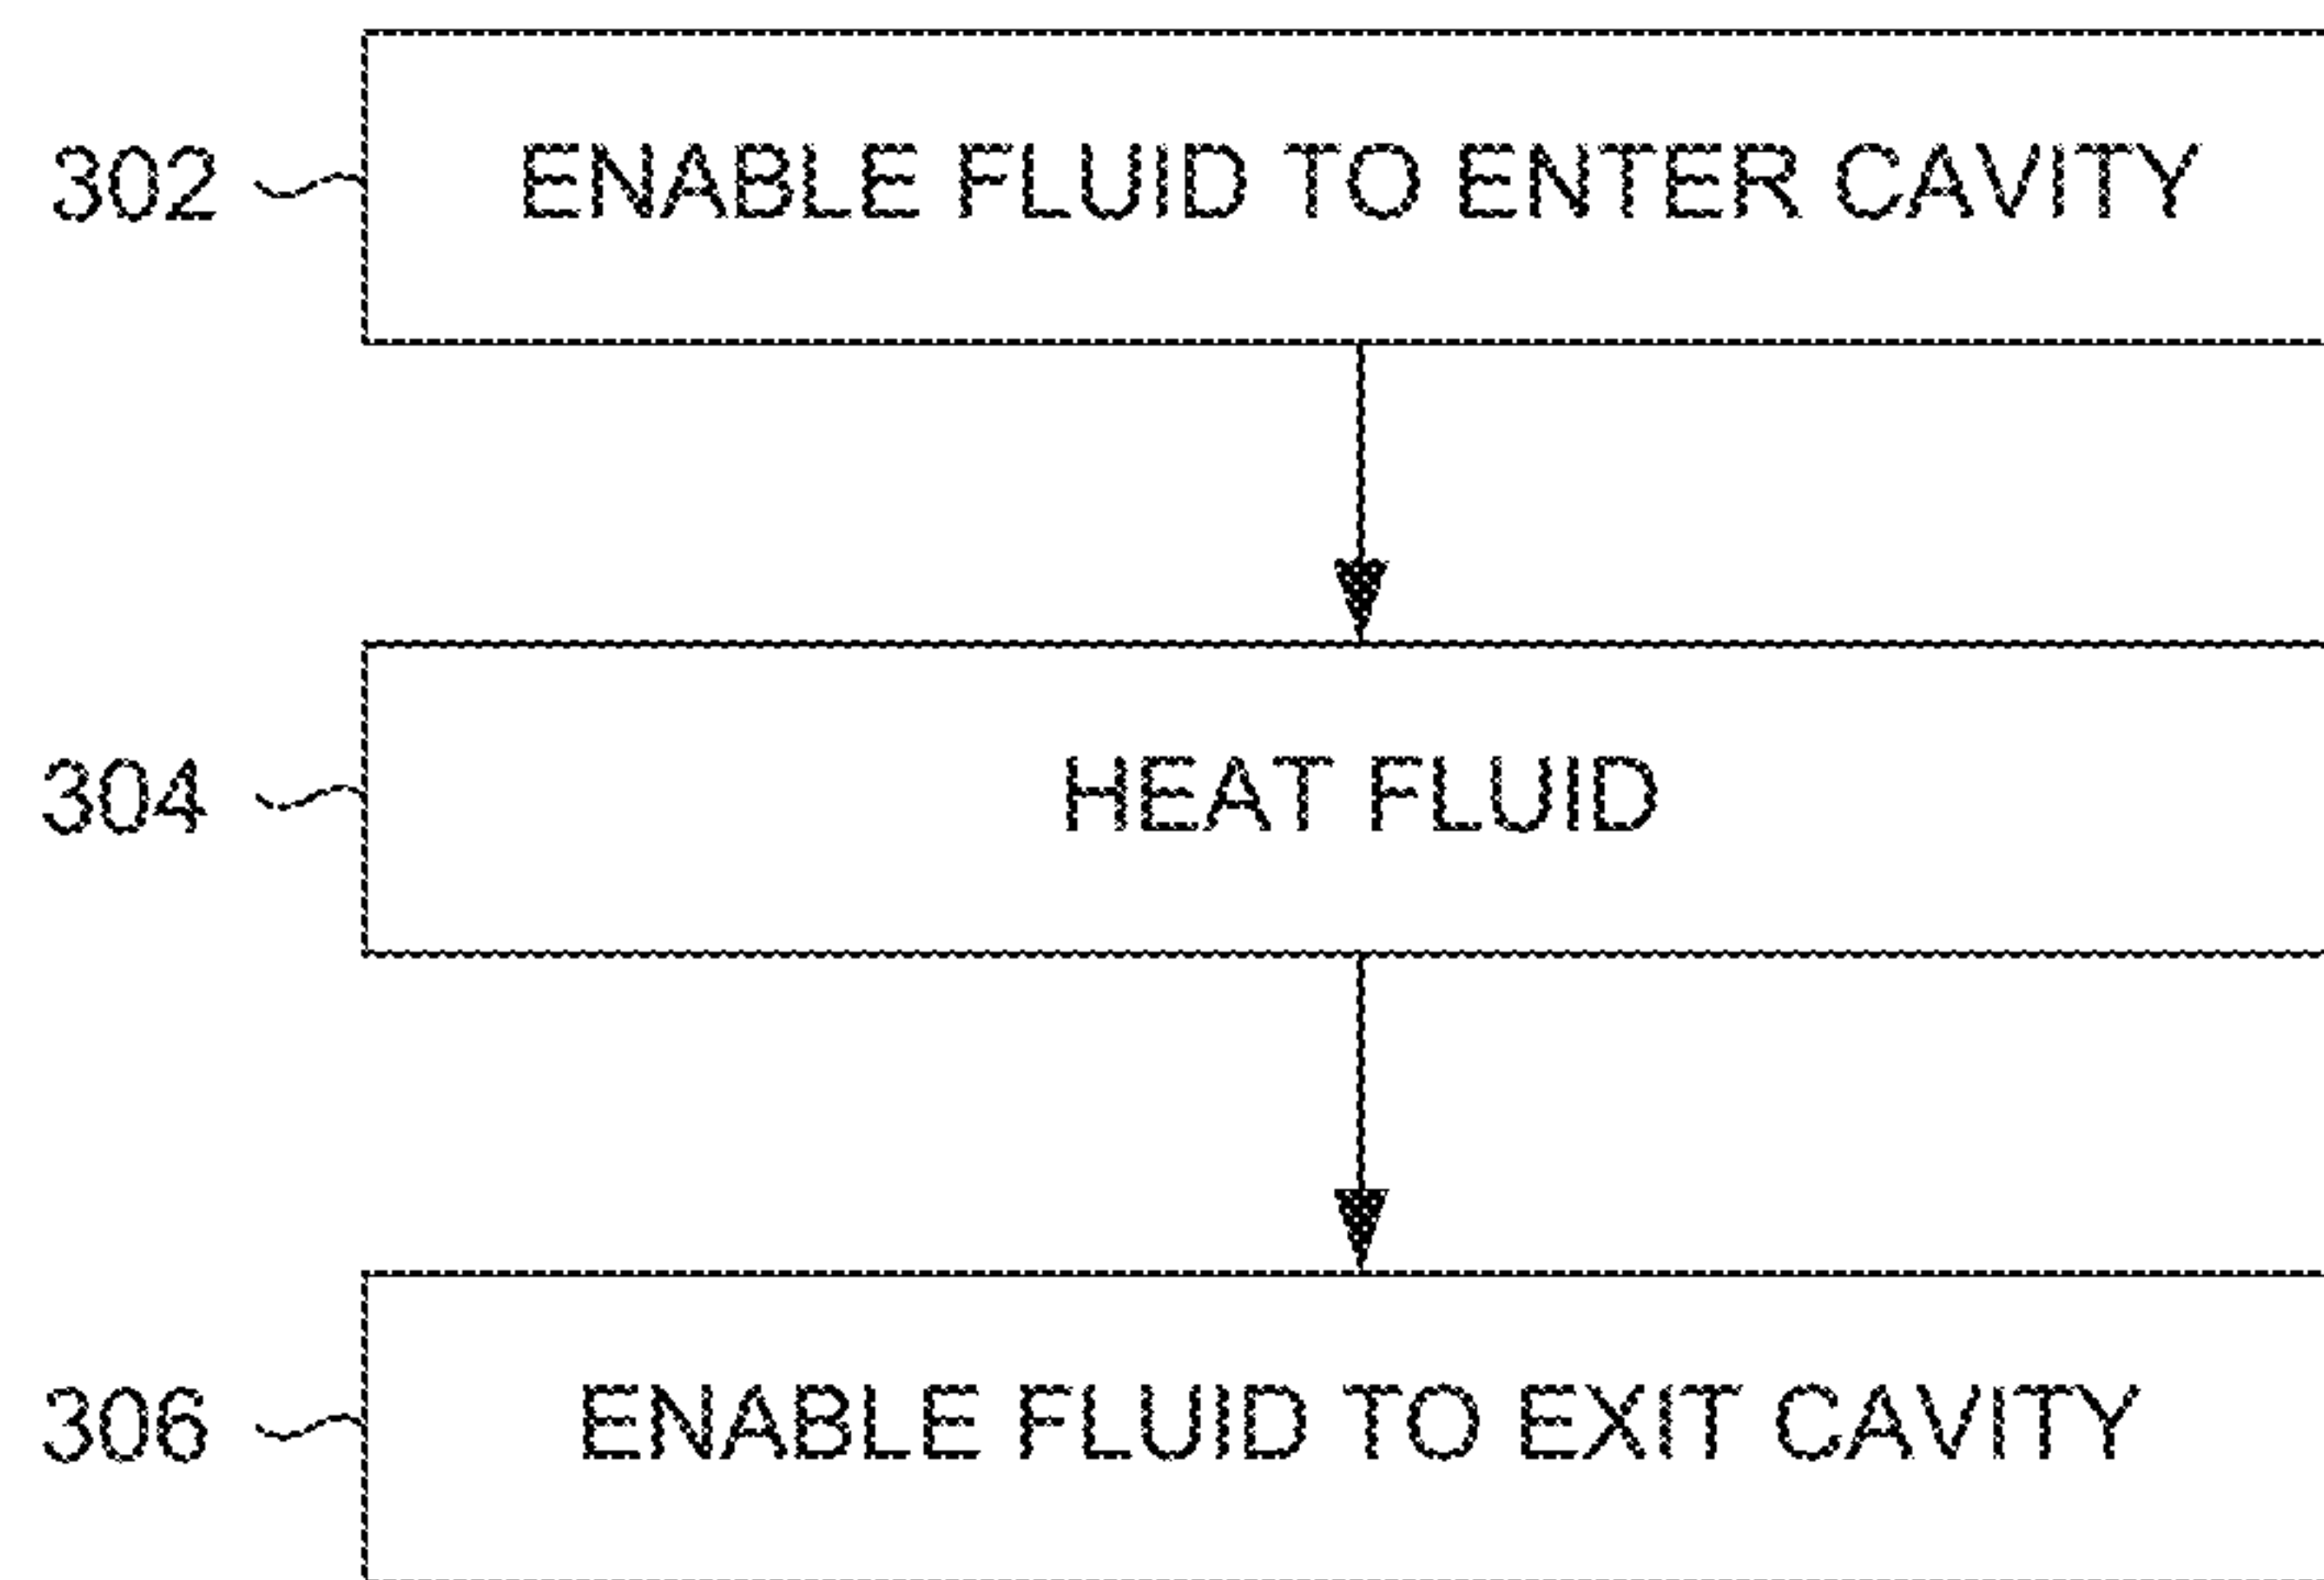 302 ENABLE FLUID TO ENTER CAVITY
304 HEAT FLUID
306 ENABLE FLUID TO EXIT CAVITY